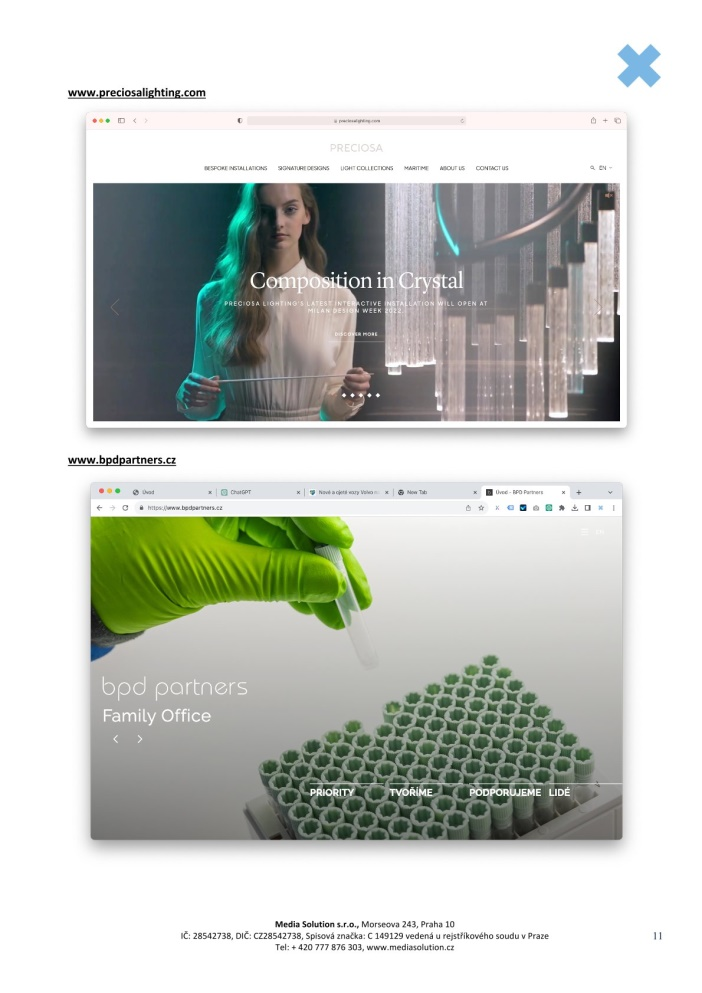 www.preciosalighting.com
preciosalighting.com
PRECIOSA
BESPOKE INSTALLATIONS SIGNATURE DESIGNS LIGHT COLLECTIONS MARITIME ABOUT US CONTACT US EN
Composition in Crystal
PRECIOSA LIGHTING'S LATEST INTERACTIVE INSTALLATION WILL OPEN AT
MILAN DESIGN WEEK 2022.
DISCOVER MORE
www.bpdpartners.cz
Úvod ChatGPT Nové a ojeté vozy Volvo New Tab Úvod - BPD Partners
https://www.bpdpartners.cz
bpd partners
Family Office
PRIORITY TVOŘÍME PODPORUJEME LIDÉ
Media Solution s.r.o., Morseova 243, Praha 10
IČ: 28542738, DIČ: CZ28542738, Spisová značka: C 149129 vedená u rejstříkového soudu v Praze
Tel: + 420 777 876 303, www.mediasolution.cz
11